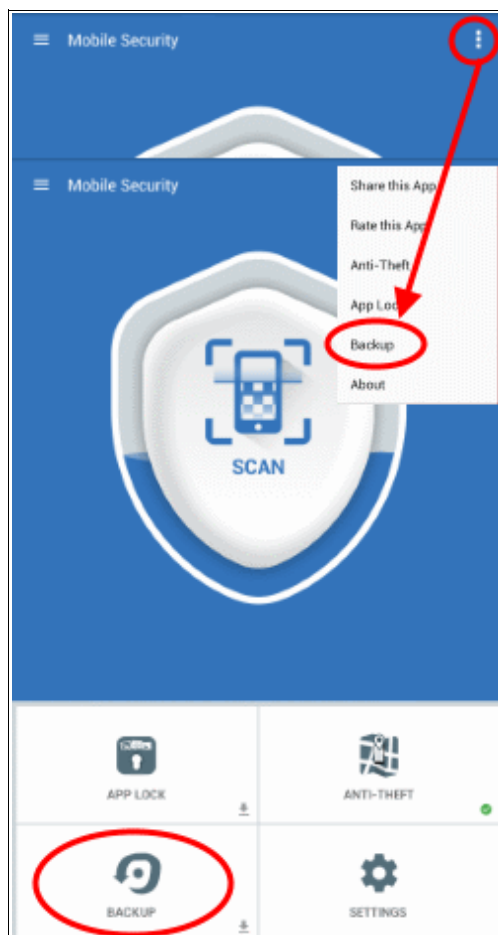 Mobile Security
Mobile Security
Share this App
Rate this App
Anti-Theft
App Lock
Backup
About
SCAN
APP LOCK
ANTI-THEFT
BACKUP
SETTINGS